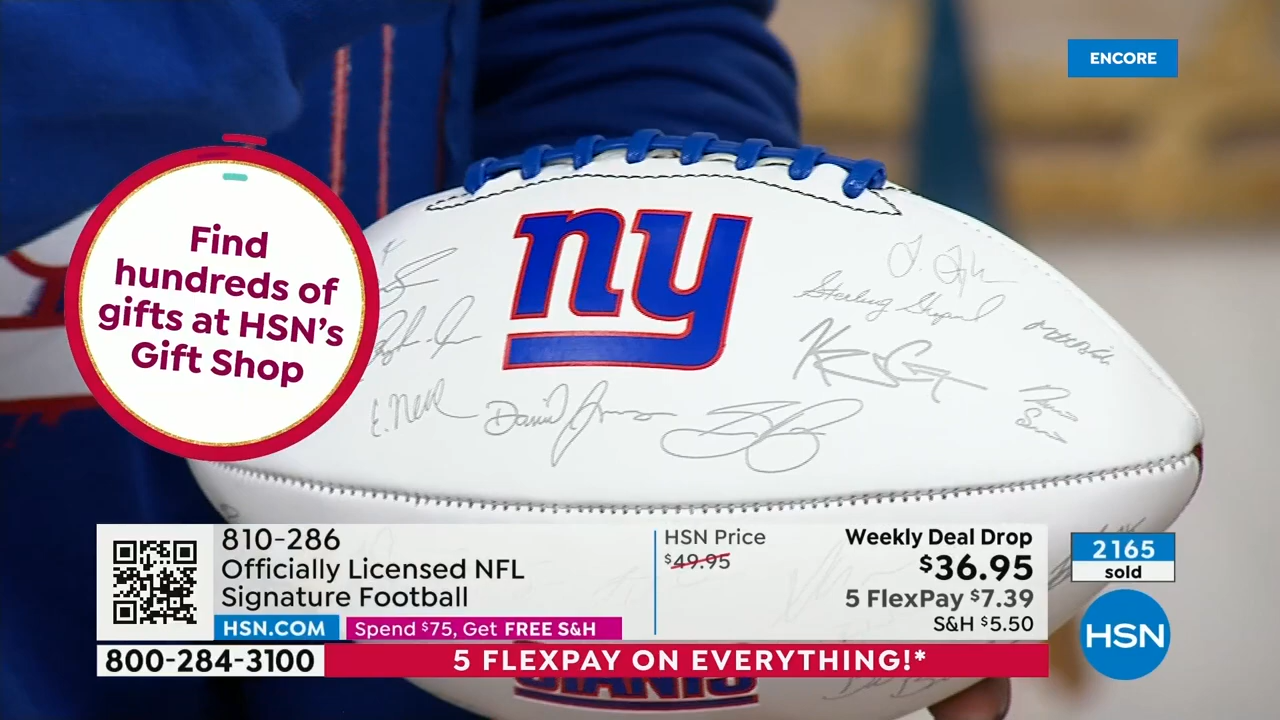 ENCORE
Find
hundreds of
gifts at HSN's
Gift Shop
ny
Sterling Shepard
810-286
Officially Licensed NFL
Signature Football
HSN.COM
Spend $75, Get FREE S&H
HSN Price
$49.95
Weekly Deal Drop
$36.95
5 FlexPay $7.39
S&H $5.50
2165
sold
HSN
800-284-3100
5 FLEXPAY ON EVERYTHING!*
GIANTS